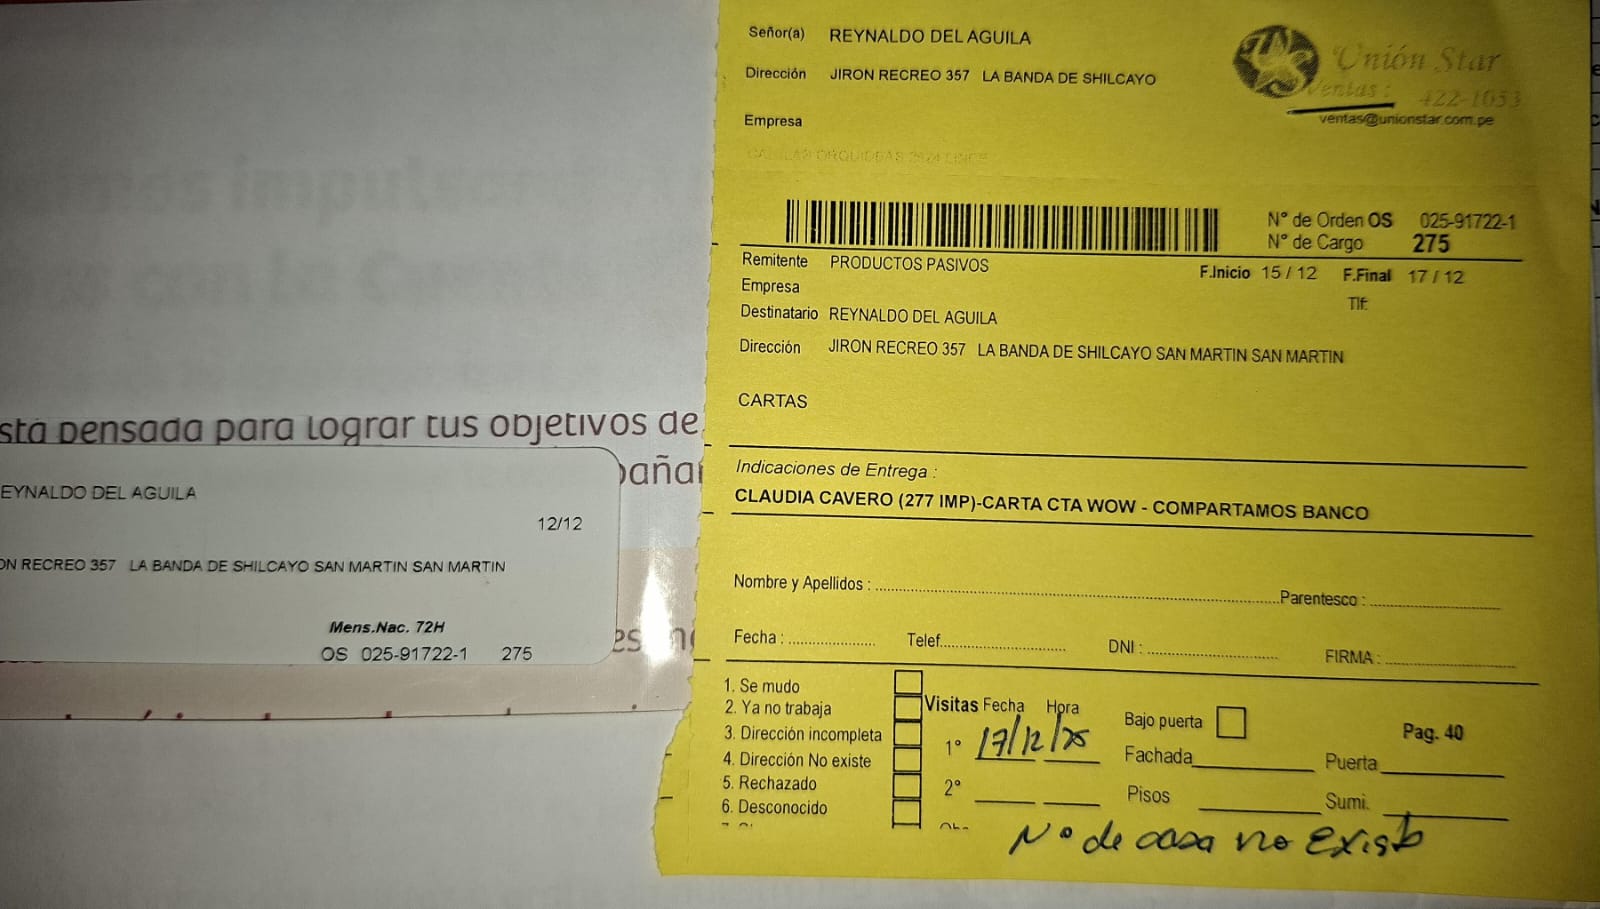 Señor(a) REYNALDO DEL AGUILA
Dirección JIRON RECREO 357 LA BANDA DE SHILCAYO
Empresa
Unión Star
Ventas : 422-1053
ventas@unionstar.com.pe
N° de Orden OS 025-91722-1
N° de Cargo 275
Remitente PRODUCTOS PASIVOS
F.Inicio 15 / 12 F.Final 17 / 12
Empresa
Tlf:
Destinatario REYNALDO DEL AGUILA
Dirección JIRON RECREO 357 LA BANDA DE SHILCAYO SAN MARTIN SAN MARTIN
CARTAS
Indicaciones de Entrega :
CLAUDIA CAVERO (277 IMP)-CARTA CTA WOW - COMPARTAMOS BANCO
Nombre y Apellidos : Parentesco :
Fecha : Telef. DNI : FIRMA :
1. Se mudo
2. Ya no trabaja
3. Dirección incompleta
4. Dirección No existe
5. Rechazado
6. Desconocido
Visitas Fecha Hora
1° 17/12/25
2°
Bajo puerta
Pag. 40
Fachada Puerta
Pisos Sumi.
N° de casa no Existe
está pensada para lograr tus objetivos de
pañar
EYNALDO DEL AGUILA
12/12
ON RECREO 357 LA BANDA DE SHILCAYO SAN MARTIN SAN MARTIN
Mens.Nac. 72H
OS 025-91722-1 275